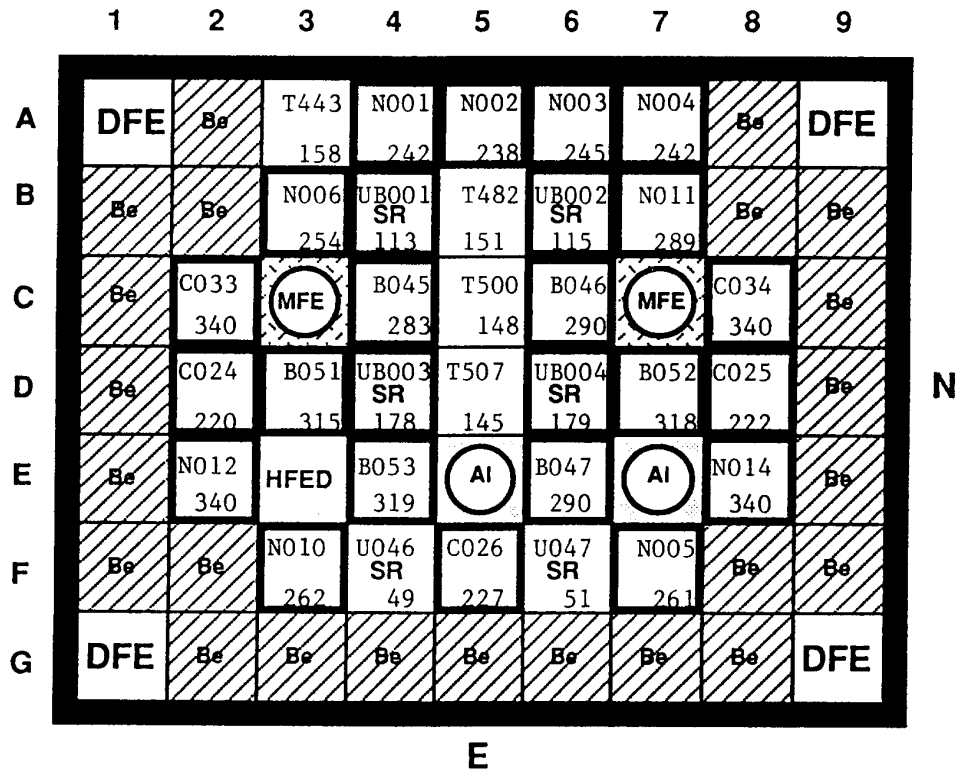 1 2 3 4 5 6 7 8 9
A DFE Be T443 N001 N002 N003 N004 Be DFE
158 242 238 245 242
B Be Be N006 UB001 T482 UB002 N011 Be Be
SR SR
254 113 151 115 289
C Be C033 MFE B045 T500 B046 MFE C034 Be
340 283 148 290 340
D Be C024 B051 UB003 T507 UB004 B052 C025 Be
SR SR
220 315 178 145 179 318 222
N
E Be N012 HFED B053 Al B047 Al N014 Be
340 319 290 340
F Be Be N010 U046 C026 U047 N005 Be Be
SR SR
262 49 227 51 261
G DFE Be Be Be Be Be Be Be DFE
E